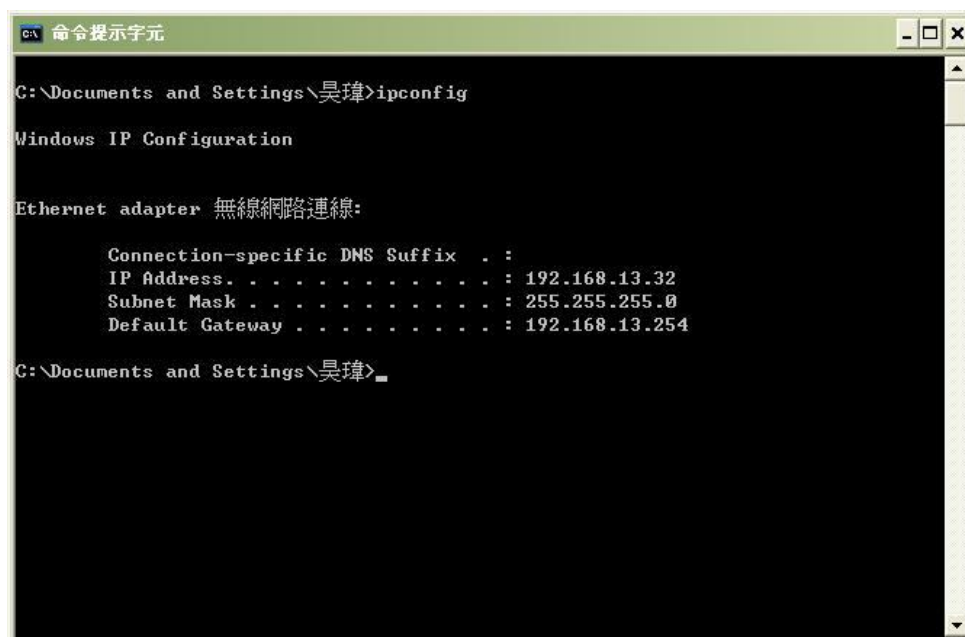 命令提示字元
C:\Documents and Settings\昊瑋>ipconfig
Windows IP Configuration
Ethernet adapter 無線網路連線:
Connection-specific DNS Suffix . :
IP Address. . . . . . . . . . . . : 192.168.13.32
Subnet Mask . . . . . . . . . . . : 255.255.255.0
Default Gateway . . . . . . . . . : 192.168.13.254
C:\Documents and Settings\昊瑋>_